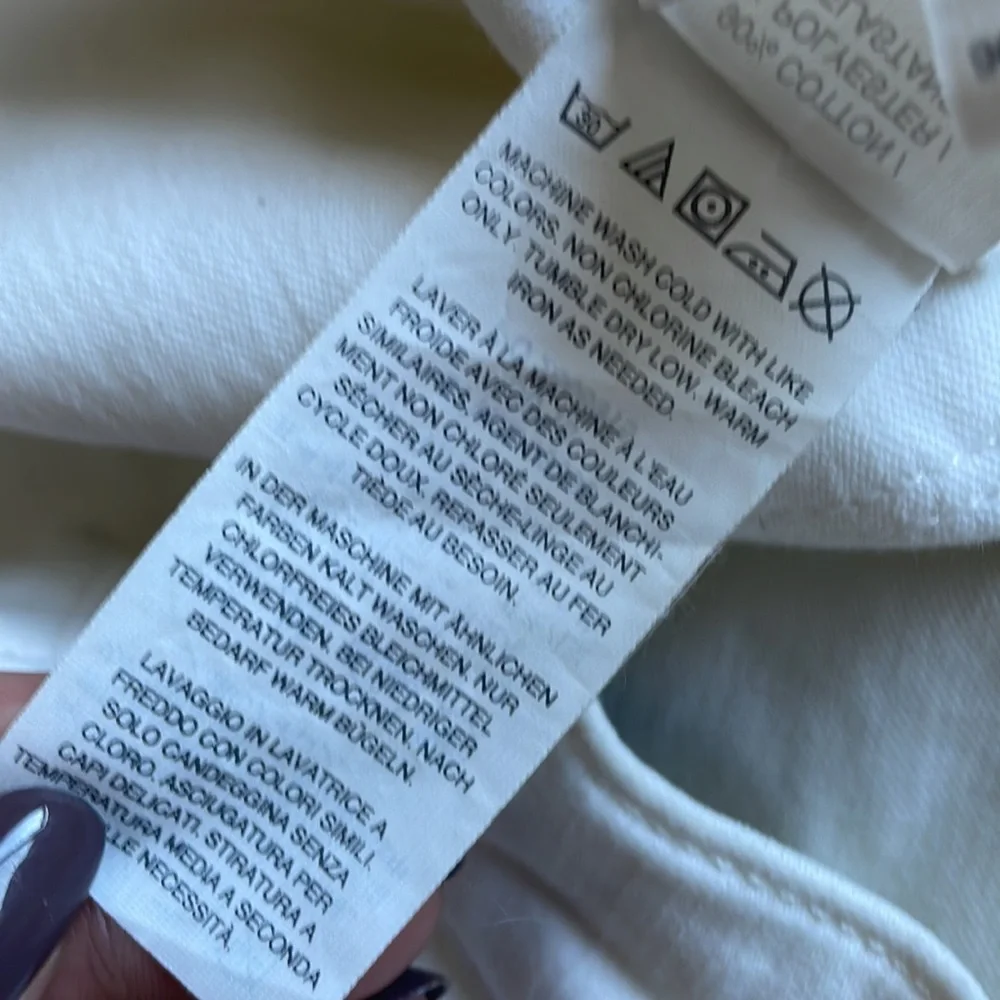 30
MACHINE WASH COLD WITH LIKE
COLORS. NON CHLORINE BLEACH
ONLY. TUMBLE DRY LOW. WARM
IRON AS NEEDED.
LAVER À LA MACHINE À L'EAU
FROIDE AVEC DES COULEURS
SIMILAIRES. AGENT DE BLANCHI-
MENT NON CHLORÉ SEULEMENT
SÉCHER AU SÈCHE-LINGE AU
CYCLE DOUX. REPASSER AU FER
TIÈDE AU BESOIN.
IN DER MASCHINE MIT ÄHNLICHEN
FARBEN KALT WASCHEN. NUR
CHLORFREIES BLEICHMITTEL
VERWENDEN. BEI NIEDRIGER
TEMPERATUR TROCKNEN. NACH
BEDARF WARM BÜGELN.
LAVAGGIO IN LAVATRICE A
FREDDO CON COLORI SIMILI.
SOLO CANDEGGINA SENZA
CLORO. ASCIUGATURA PER
CAPI DELICATI. STIRATURA A
TEMPERATURA MEDIA A SECONDA
LE NECESSITÀ.
COTTON
POLYESTER